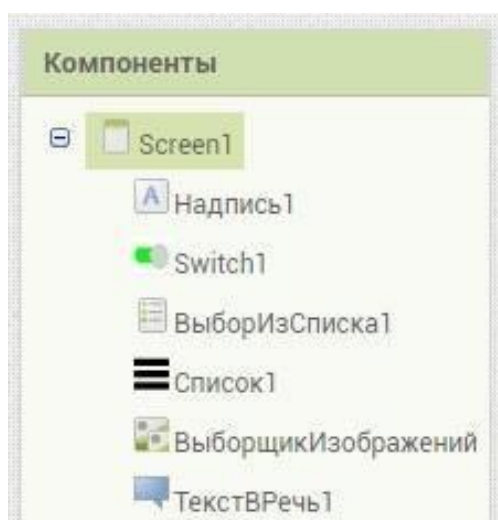 Компоненты
Screen1
A Надпись1
Switch1
ВыборИзСписка1
Список1
ВыборщикИзображений
ТекстВРечь1